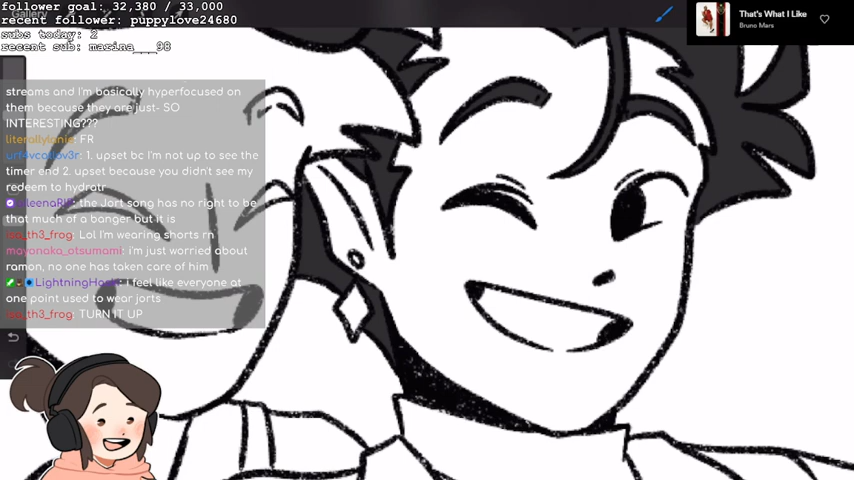 follower goal: 32,380 / 33,000
Gallery
recent follower: puppylove24680
subs today: 2
recent sub: marina___98
That's What I Like
Bruno Mars
streams and I'm basically hyperfocused on
them because they are just- SO
INTERESTING???
FR
: 1. upset bc I'm not up to see the
timer end 2. upset because you didn't see my
redeem to hydratr
: the Jort song has no right to be
that much of a banger but it is
_th3_frog: Lol I'm wearing shorts rn
mayonaka_otsumami: i'm just worried about
ramon, no one has taken care of him
: i feel like everyone at
one point used to wear jorts
_th3_frog: TURN IT UP